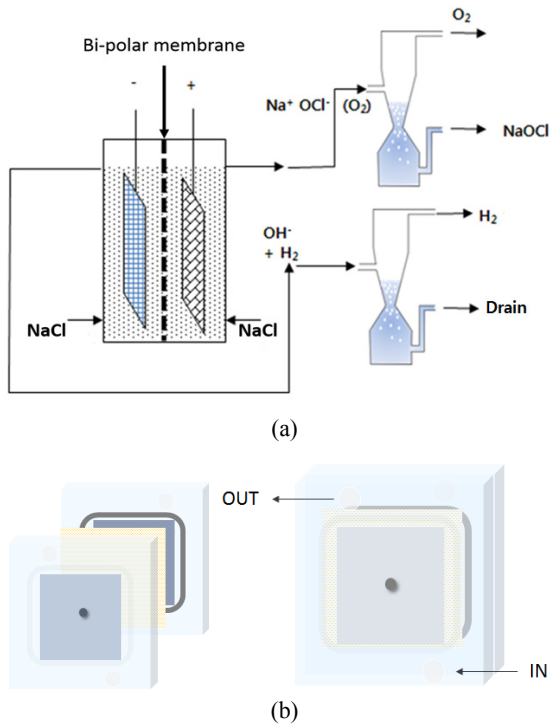 Bi-polar membrane
-
+
O₂
Na⁺ OCl⁻ (O₂)
NaOCl
OH⁻
+ H₂
H₂
NaCl
NaCl
Drain
(a)
OUT
IN
(b)